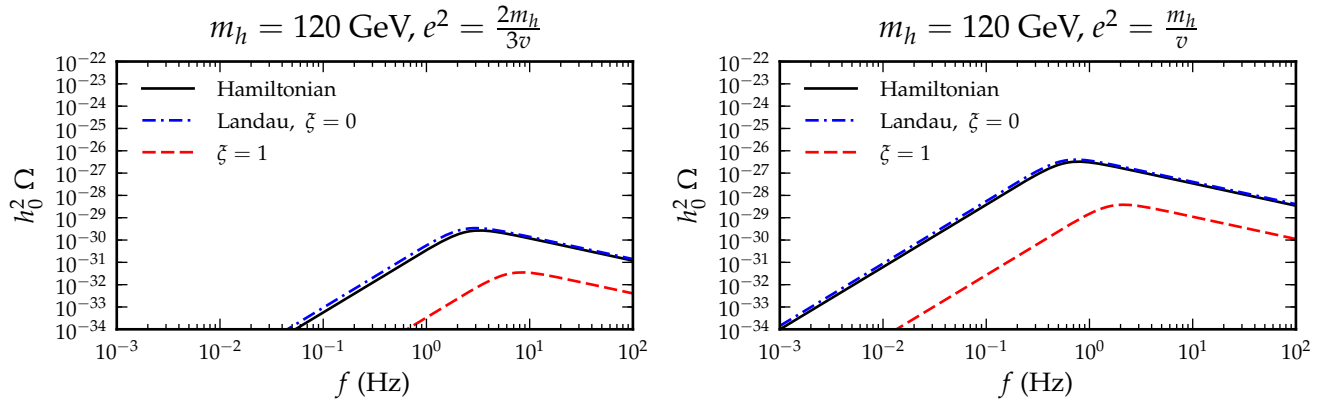 m_h = 120 GeV, e^2 = \frac{2m_h}{3v}
10^{-22}
10^{-23}
10^{-24}
10^{-25}
10^{-26}
10^{-27}
10^{-28}
10^{-29}
10^{-30}
10^{-31}
10^{-32}
10^{-33}
10^{-34}
h_0^2 Ω
Hamiltonian
Landau, ξ = 0
ξ = 1
10^{-3} 10^{-2} 10^{-1} 10^0 10^1 10^2
f (Hz)
m_h = 120 GeV, e^2 = \frac{m_h}{v}
10^{-22}
10^{-23}
10^{-24}
10^{-25}
10^{-26}
10^{-27}
10^{-28}
10^{-29}
10^{-30}
10^{-31}
10^{-32}
10^{-33}
10^{-34}
h_0^2 Ω
Hamiltonian
Landau, ξ = 0
ξ = 1
10^{-3} 10^{-2} 10^{-1} 10^0 10^1 10^2
f (Hz)